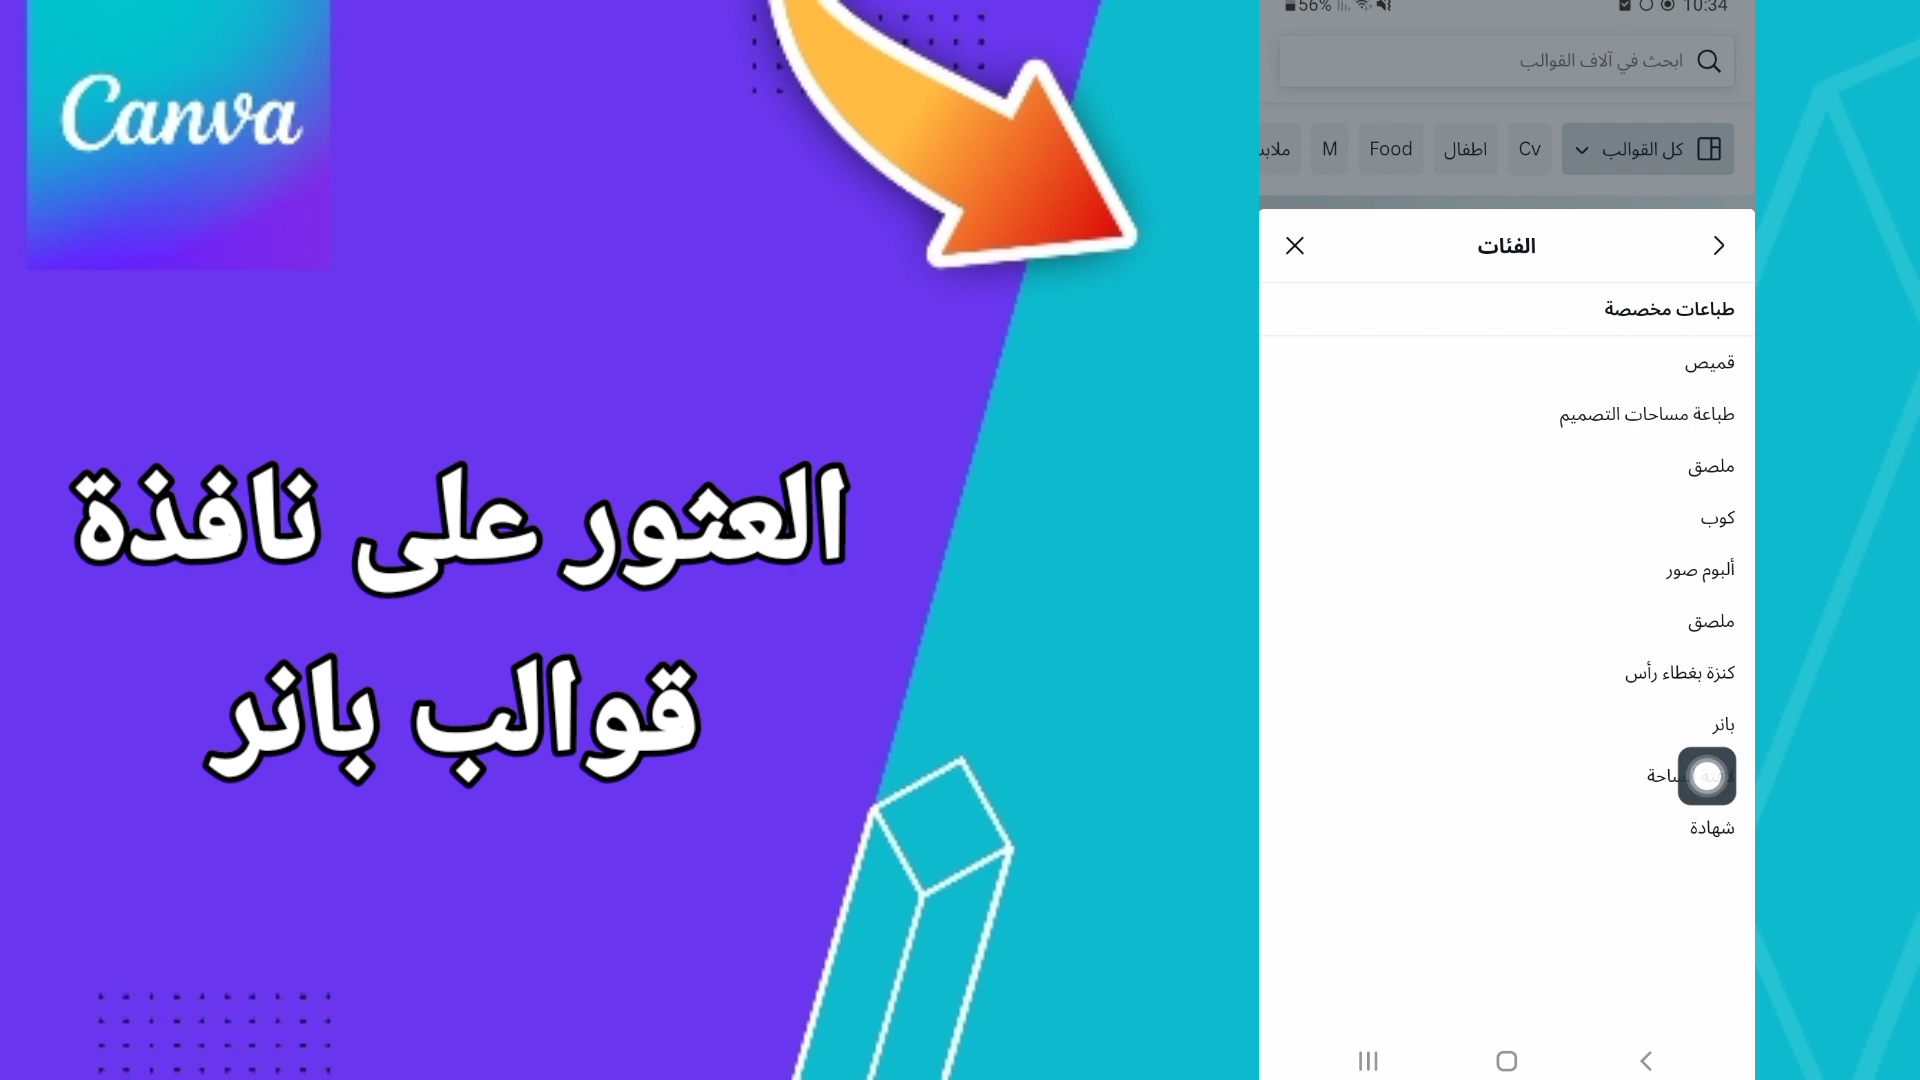 Canva
العثور على نافذة
قوالب بانر
56%
10:34
ابحث في آلاف القوالب
كل القوالب
Cv
اطفال
Food
M
الفئات
طباعات مخصصة
قميص
طباعة مساحات التصميم
ملصق
كوب
ألبوم صور
ملصق
كنزة بغطاء رأس
بانر
شهادة